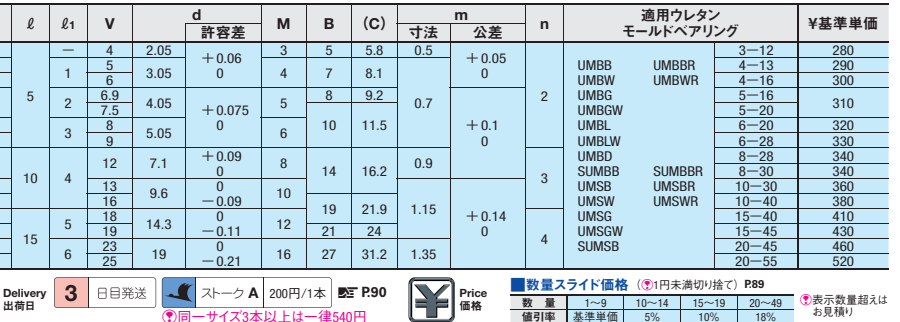 ℓ ℓ1 V d M B (C) m n 適用ウレタン モールドベアリング ¥基準単価
許容差 寸法 公差
5 — 4 2.05 +0.06 0 3 5 5.8 0.5 +0.05 0 2 3—12 280
1 5 3.05 4 7 8.1 0.7 UMBB UMBBR 4—13 290
6 UMBW UMBWR 4—16 300
2 6.9 4.05 +0.075 0 5 8 9.2 +0.1 0 UMBG 5—16 310
7.5 10 11.5 UMBGW 5—20
3 8 5.05 6 UMBL 6—20 320
9 UMBLW 6—28 330
10 4 12 7.1 +0.09 0 8 14 16.2 0.9 3 UMBD 8—28 340
SUMBB SUMBBR 8—30 340
13 9.6 0 −0.09 10 1.15 +0.14 0 UMSB UMSBR 10—30 360
16 19 21.9 UMSW UMSWR 10—40 380
15 5 18 14.3 0 −0.11 12 4 UMSG 15—40 410
19 21 24 UMSGW 15—45 430
6 23 19 0 −0.21 16 27 31.2 1.35 SUMSB 20—45 460
25 20—55 520
Delivery 出荷日 3 日目発送 ストーク A 200円/1本 P.90
同一サイズ3本以上は一律540円
¥ Price 価格
■数量スライド価格 (1円未満切り捨て) P.89
数 量 1~9 10~14 15~19 20~49
値引率 基準単価 5% 10% 18%
表示数量超えは
お見積り